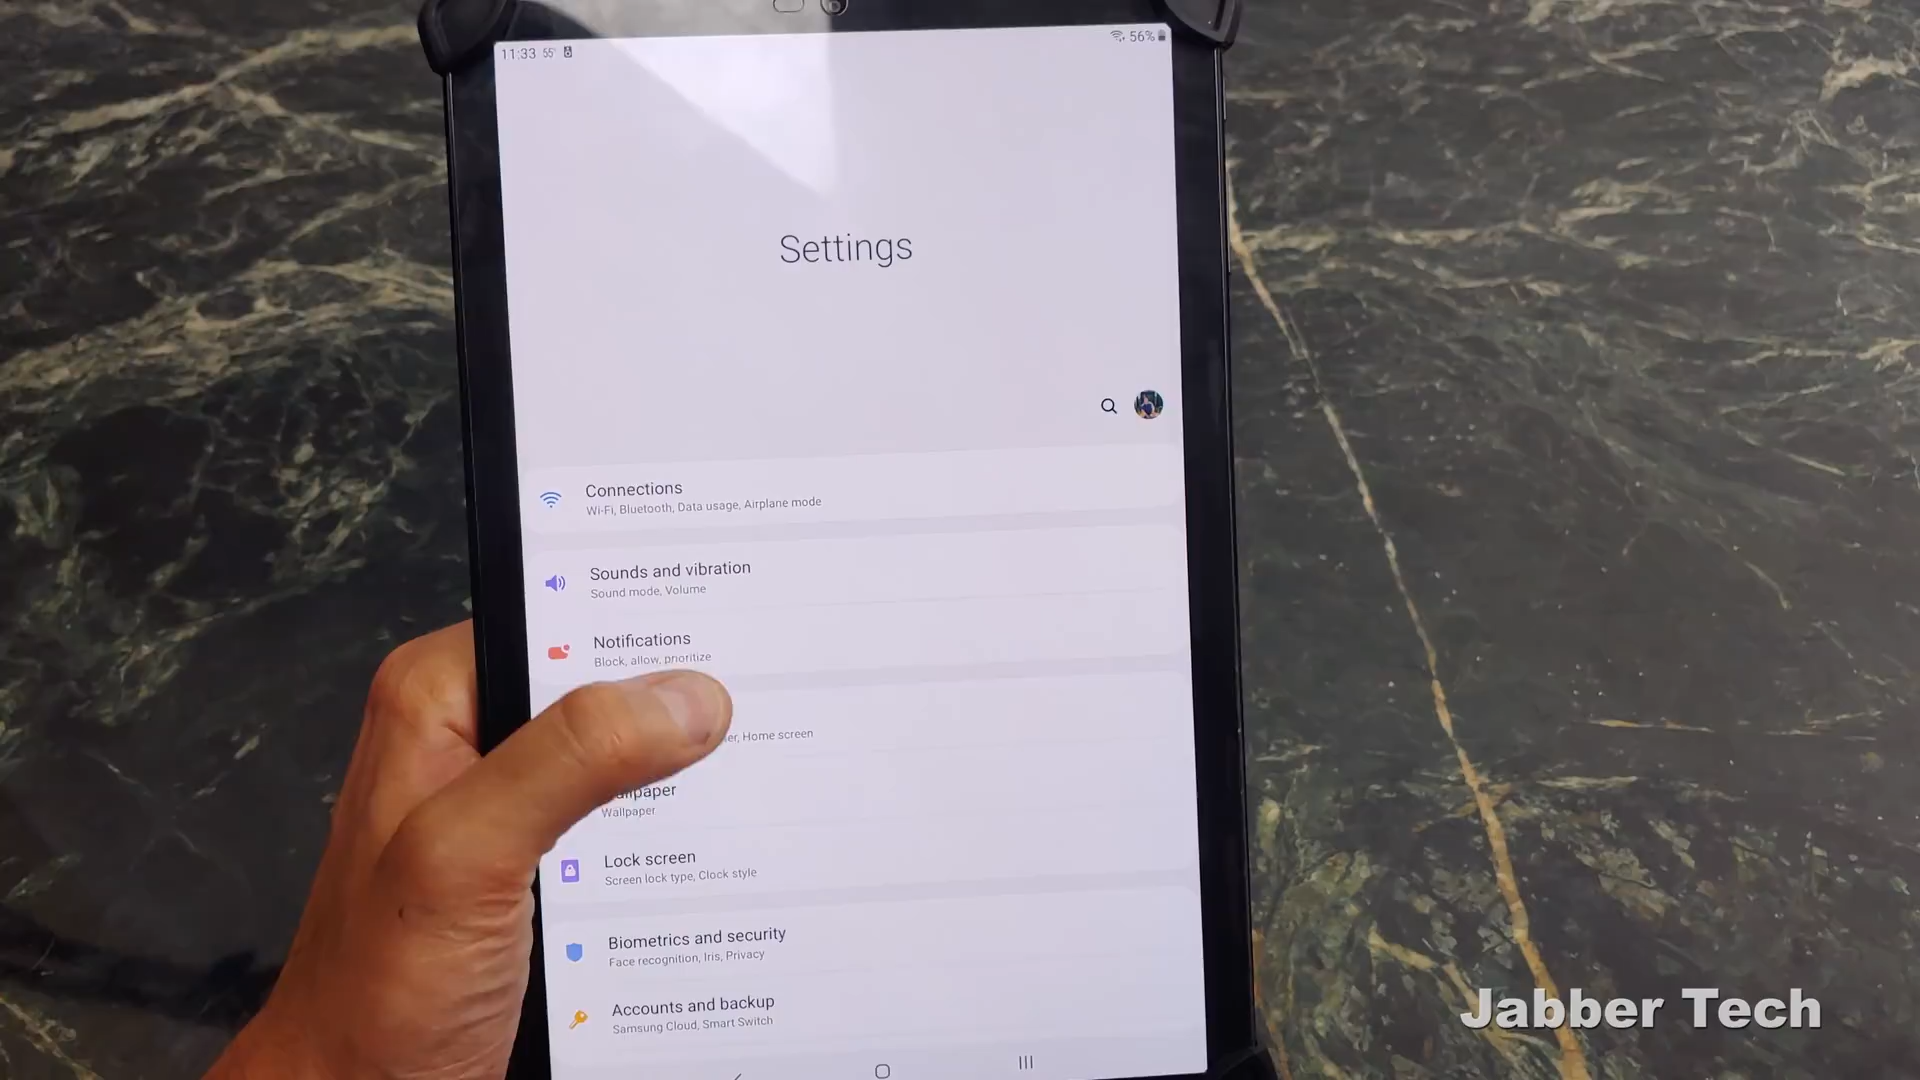 11:33 55°
56%
Settings
Connections
Wi-Fi, Bluetooth, Data usage, Airplane mode
Sounds and vibration
Sound mode, Volume
Notifications
Block, allow, prioritize
Home screen
Wallpaper
Lock screen
Screen lock type, Clock style
Biometrics and security
Face recognition, Iris, Privacy
Accounts and backup
Samsung Cloud, Smart Switch
Jabber Tech